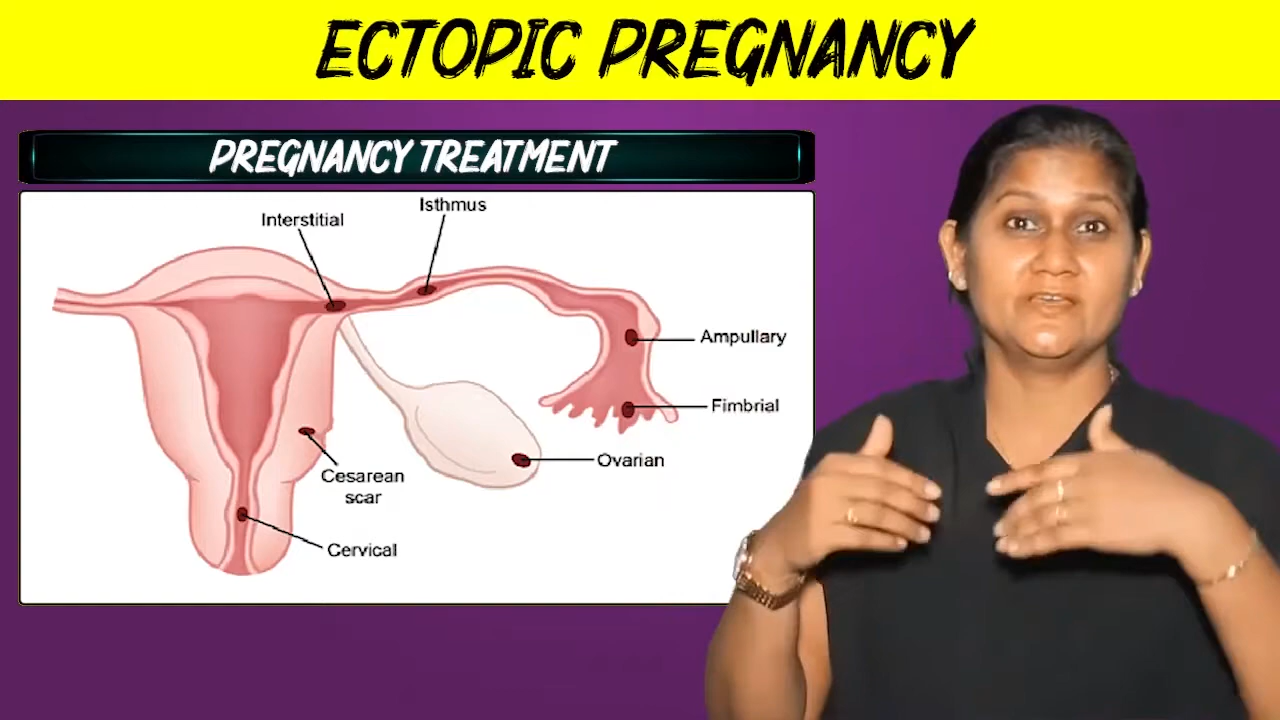 ECTOPIC PREGNANCY
PREGNANCY TREATMENT
Isthmus
Interstitial
Ampullary
Fimbrial
Ovarian
Cesarean
scar
Cervical